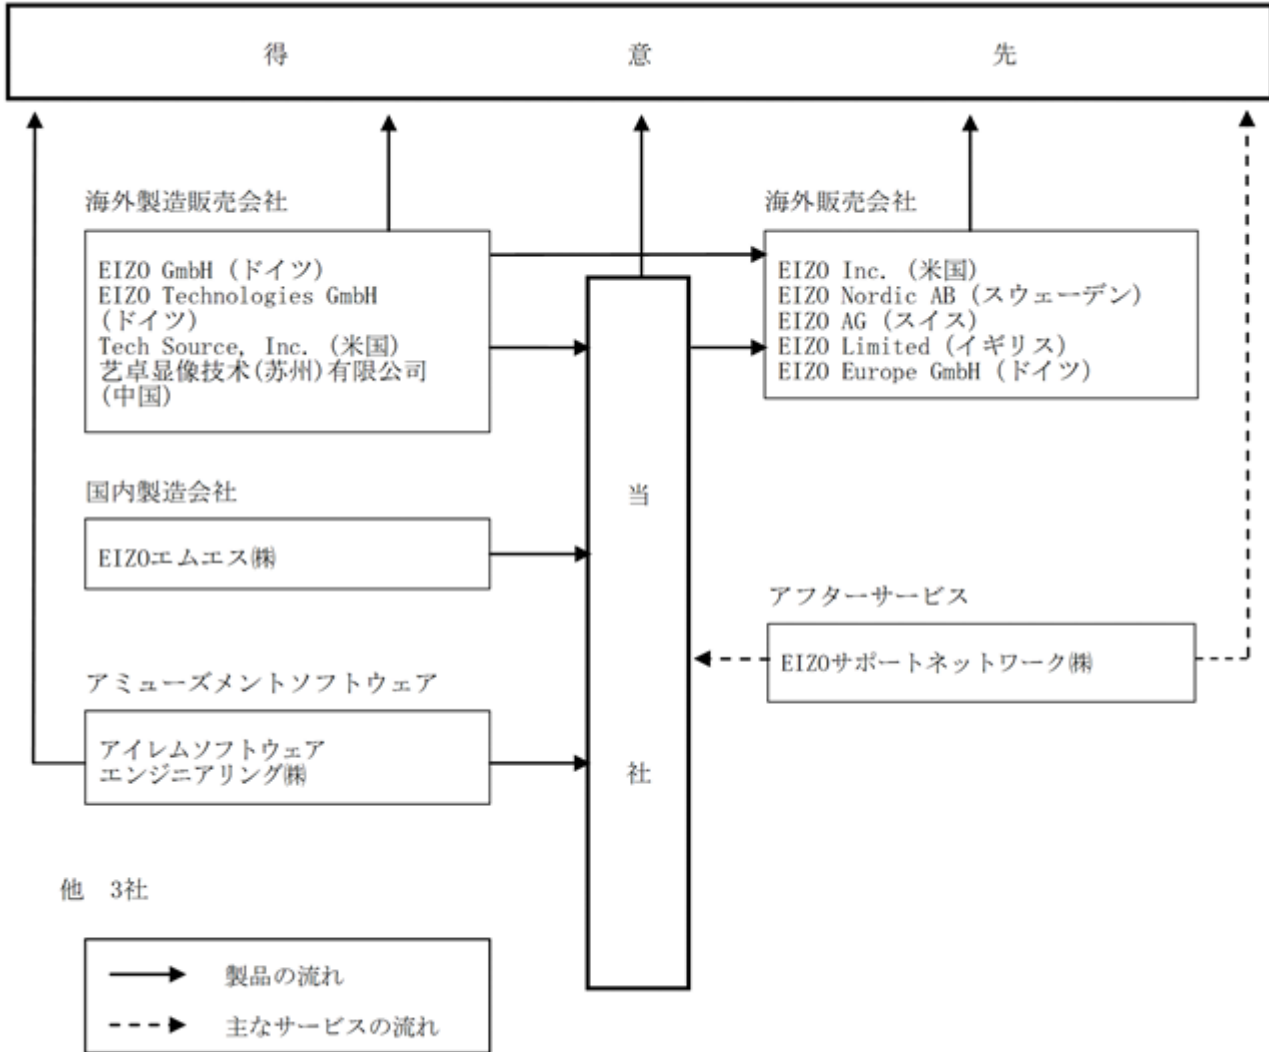 得 意 先
海外製造販売会社
EIZO GmbH (ドイツ)
EIZO Technologies GmbH
(ドイツ)
Tech Source, Inc. (米国)
艺卓显像技术(苏州)有限公司
(中国)
海外販売会社
EIZO Inc. (米国)
EIZO Nordic AB (スウェーデン)
EIZO AG (スイス)
EIZO Limited (イギリス)
EIZO Europe GmbH (ドイツ)
当
社
国内製造会社
EIZOエムエス㈱
アフターサービス
EIZOサポートネットワーク㈱
アミューズメントソフトウェア
アイレムソフトウェア
エンジニアリング㈱
他 3社
製品の流れ
主なサービスの流れ